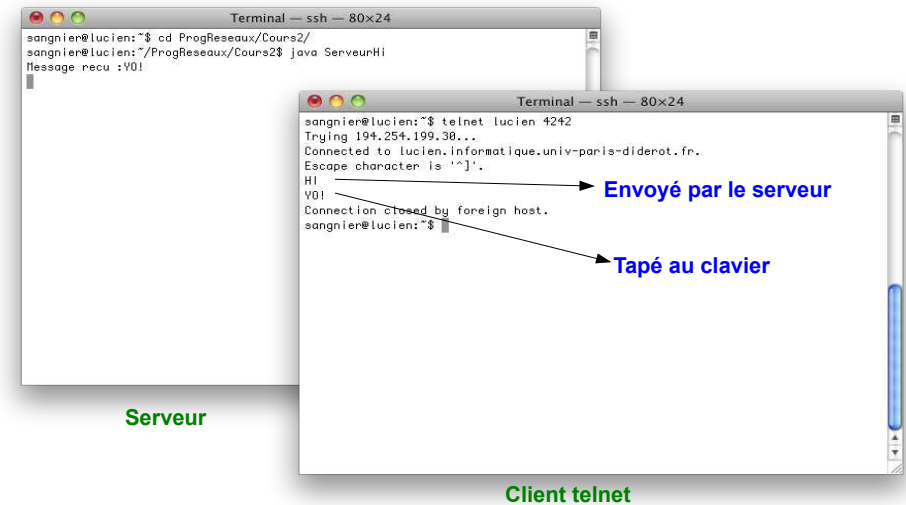 Terminal — ssh — 80×24
sangnier@lucien:~$ cd ProgReseaux/Cours2/
sangnier@lucien:~/ProgReseaux/Cours2$ java ServeurHi
Message recu :YO!
Terminal — ssh — 80×24
sangnier@lucien:~$ telnet lucien 4242
Trying 194.254.199.30...
Connected to lucien.informatique.univ-paris-diderot.fr.
Escape character is '^]'.
HI
Envoyé par le serveur
YO!
Connection closed by foreign host.
sangnier@lucien:~$
Tapé au clavier
Serveur
Client telnet